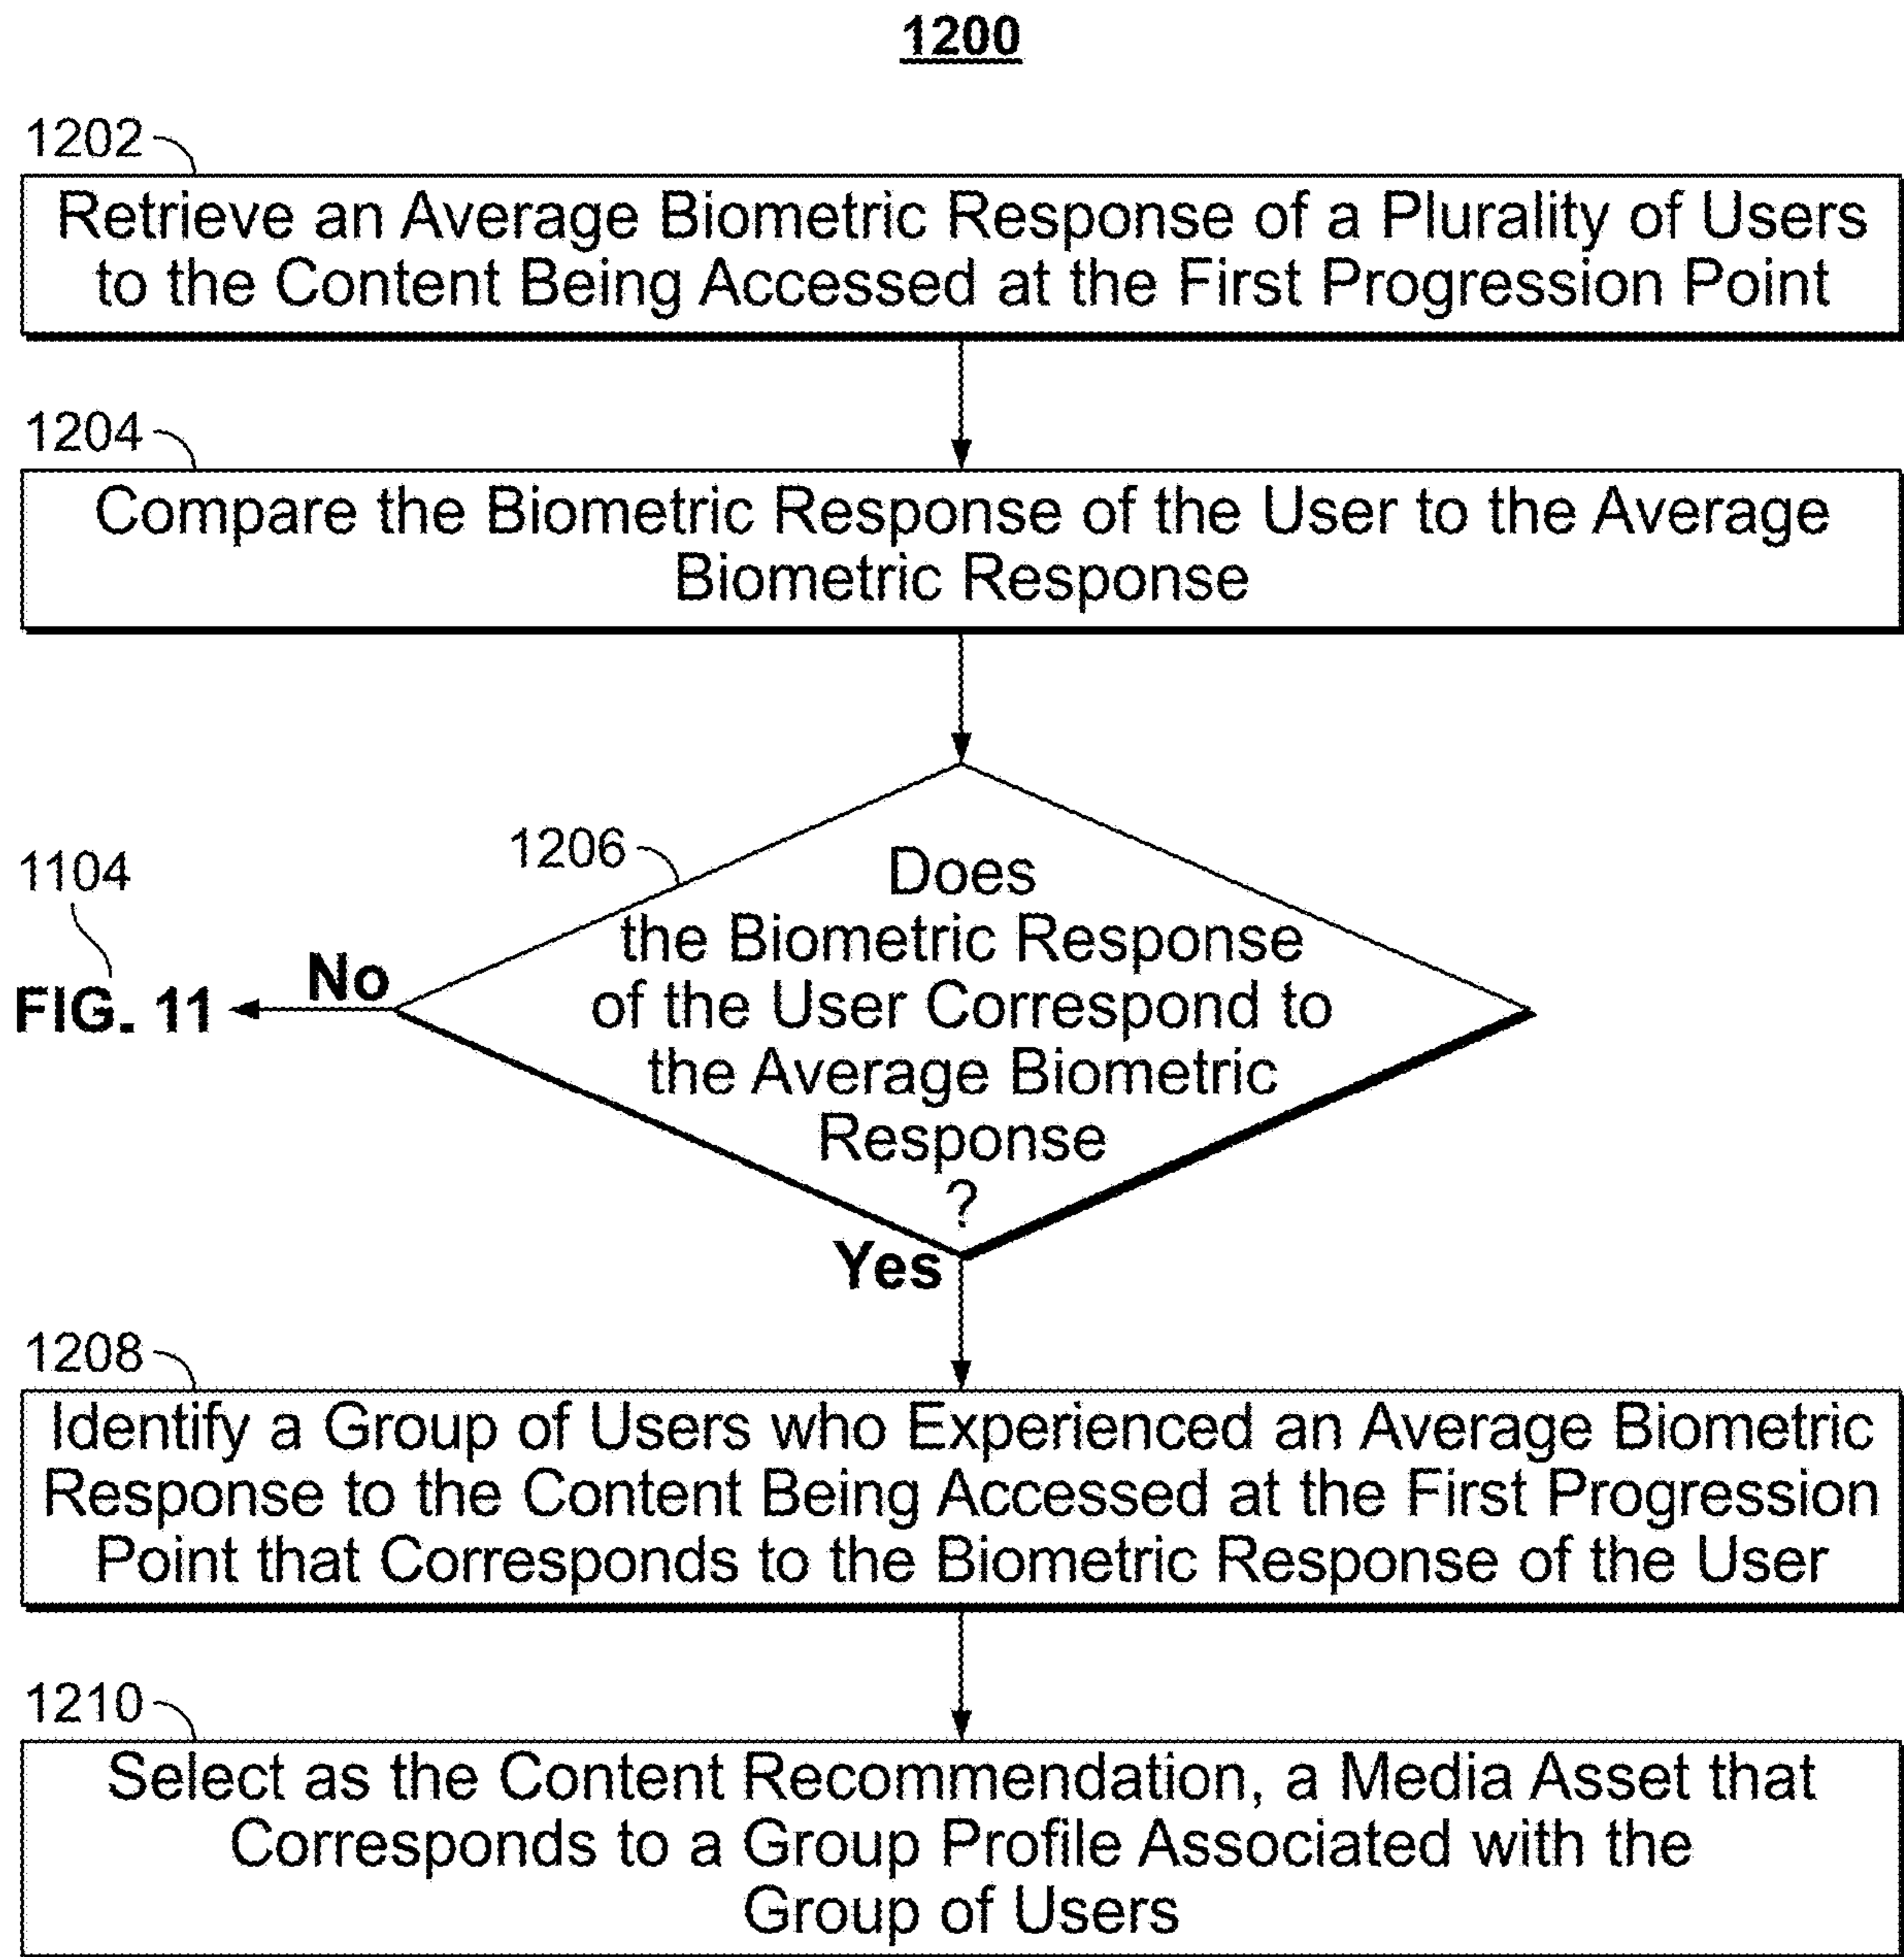 1200
1202
Retrieve an Average Biometric Response of a Plurality of Users
to the Content Being Accessed at the First Progression Point
1204
Compare the Biometric Response of the User to the Average
Biometric Response
1206
Does
the Biometric Response
of the User Correspond to
the Average Biometric
Response
?
1104
FIG. 11
No
Yes
1208
Identify a Group of Users who Experienced an Average Biometric
Response to the Content Being Accessed at the First Progression
Point that Corresponds to the Biometric Response of the User
1210
Select as the Content Recommendation, a Media Asset that
Corresponds to a Group Profile Associated with the
Group of Users